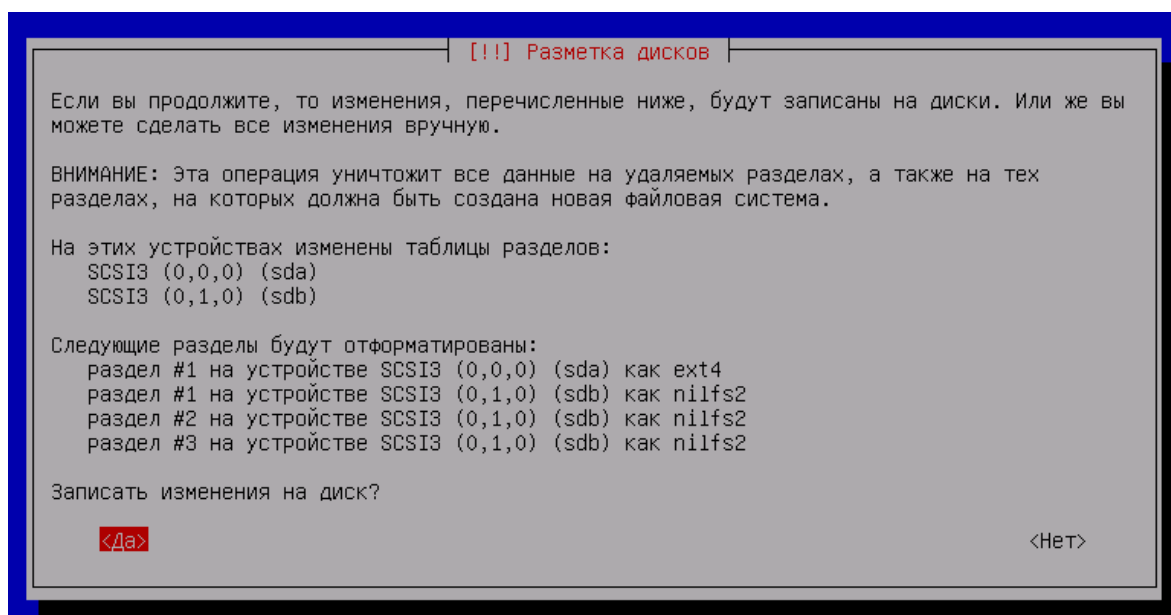 [!!] Разметка дисков
Если вы продолжите, то изменения, перечисленные ниже, будут записаны на диски. Или же вы
можете сделать все изменения вручную.
ВНИМАНИЕ: Эта операция уничтожит все данные на удаляемых разделах, а также на тех
разделах, на которых должна быть создана новая файловая система.
На этих устройствах изменены таблицы разделов:
SCSI3 (0,0,0) (sda)
SCSI3 (0,1,0) (sdb)
Следующие разделы будут отформатированы:
раздел #1 на устройстве SCSI3 (0,0,0) (sda) как ext4
раздел #1 на устройстве SCSI3 (0,1,0) (sdb) как nilfs2
раздел #2 на устройстве SCSI3 (0,1,0) (sdb) как nilfs2
раздел #3 на устройстве SCSI3 (0,1,0) (sdb) как nilfs2
Записать изменения на диск?
<Да> <Нет>